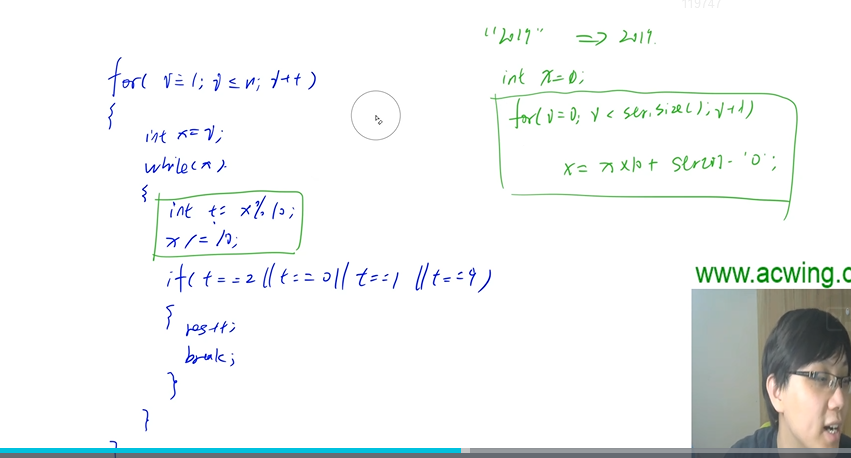 119747
for( i=1; i≤n; i++)
{
int x=i;
while(x)
{
int t= x%10;
x/=10;
if( t==2 || t==0 || t==1 || t==9)
{
res++;
break;
}
}
}
"2019" => 2019.
int x=0;
for(i=0; i<str.size(); i++)
x= x*10+ str[i]-'0';
www.acwing.c